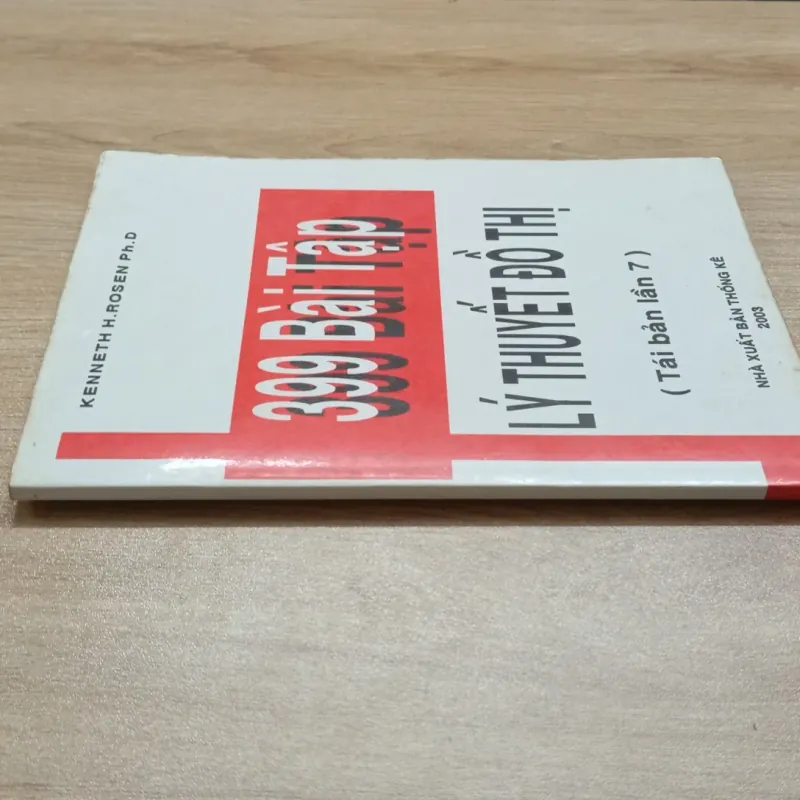 KENNETH H.ROSEN Ph.D
399 Bài Tập
LÝ THUYẾT ĐỒ THỊ
( Tái bản lần 7 )
NHÀ XUẤT BẢN THỐNG KÊ
2003